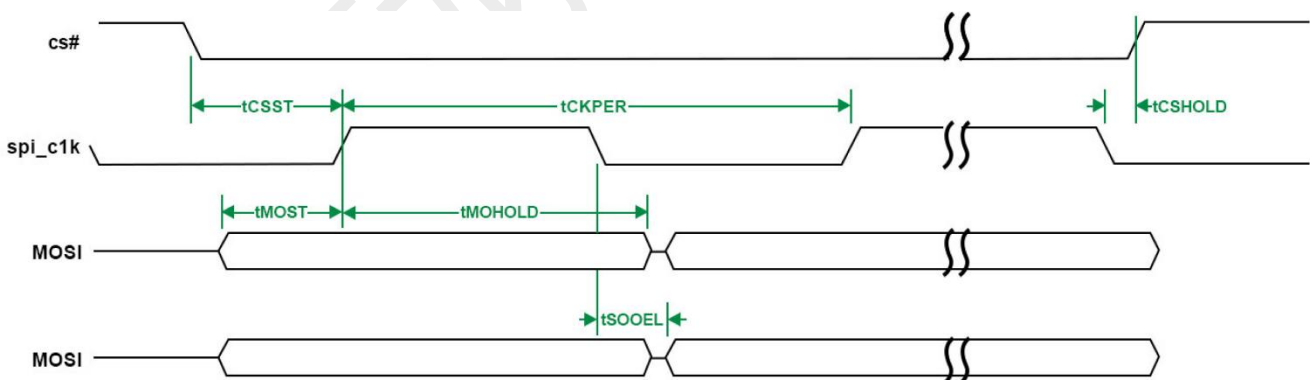 cs#
tCSST
tCKPER
tCSHOLD
spi_c1k
tMOST
tMOHOLD
MOSI
tSOOEL
MOSI